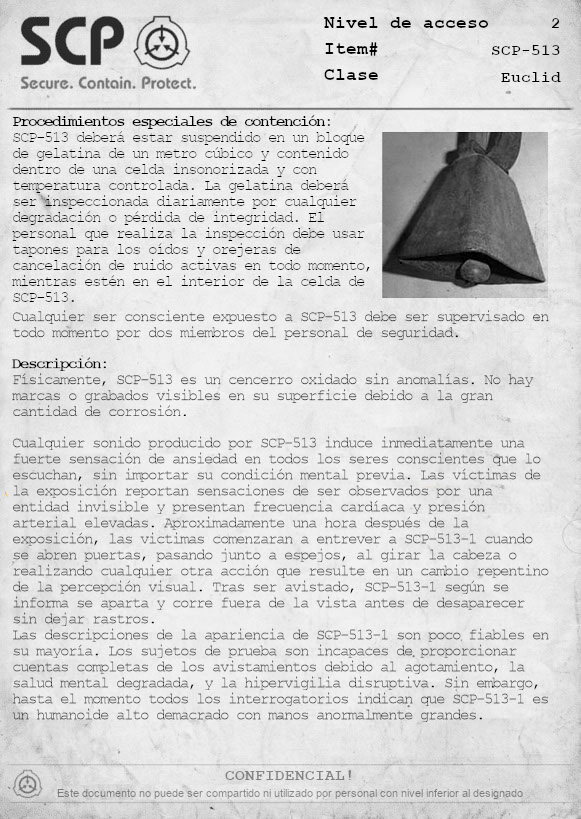 SCP
Secure. Contain. Protect.
Nivel de acceso 2
Item# SCP-513
Clase Euclid
Procedimientos especiales de contención:
SCP-513 deberá estar suspendido en un bloque
de gelatina de un metro cúbico y contenido
dentro de una celda insonorizada y con
temperatura controlada. La gelatina deberá
ser inspeccionada diariamente por cualquier
degradación o pérdida de integridad. El
personal que realiza la inspección debe usar
tapones para los oídos y orejeras de
cancelación de ruido activas en todo momento,
mientras estén en el interior de la celda de
SCP-513.
Cualquier ser consciente expuesto a SCP-513 debe ser supervisado en
todo momento por dos miembros del personal de seguridad.
Descripción:
Físicamente, SCP-513 es un cencerro oxidado sin anomalías. No hay
marcas o grabados visibles en su superficie debido a la gran
cantidad de corrosión.
Cualquier sonido producido por SCP-513 induce inmediatamente una
fuerte sensación de ansiedad en todos los seres conscientes que lo
escuchan, sin importar su condición mental previa. Las víctimas de
la exposición reportan sensaciones de ser observados por una
entidad invisible y presentan frecuencia cardíaca y presión
arterial elevadas. Aproximadamente una hora después de la
exposición, las víctimas comenzaran a entrever a SCP-513-1 cuando
se abren puertas, pasando junto a espejos, al girar la cabeza o
realizando cualquier otra acción que resulte en un cambio repentino
de la percepción visual. Tras ser avistado, SCP-513-1 según se
informa se aparta y corre fuera de la vista antes de desaparecer
sin dejar rastros.
Las descripciones de la apariencia de SCP-513-1 son poco fiables en
su mayoría. Los sujetos de prueba son incapaces de proporcionar
cuentas completas de los avistamientos debido al agotamiento, la
salud mental degradada, y la hipervigilia disruptiva. Sin embargo,
hasta el momento todos los interrogatorios indican que SCP-513-1 es
un humanoide alto demacrado con manos anormalmente grandes.
CONFIDENCIAL!
Este documento no puede ser compartido ni utilizado por personal con nivel inferior al designado